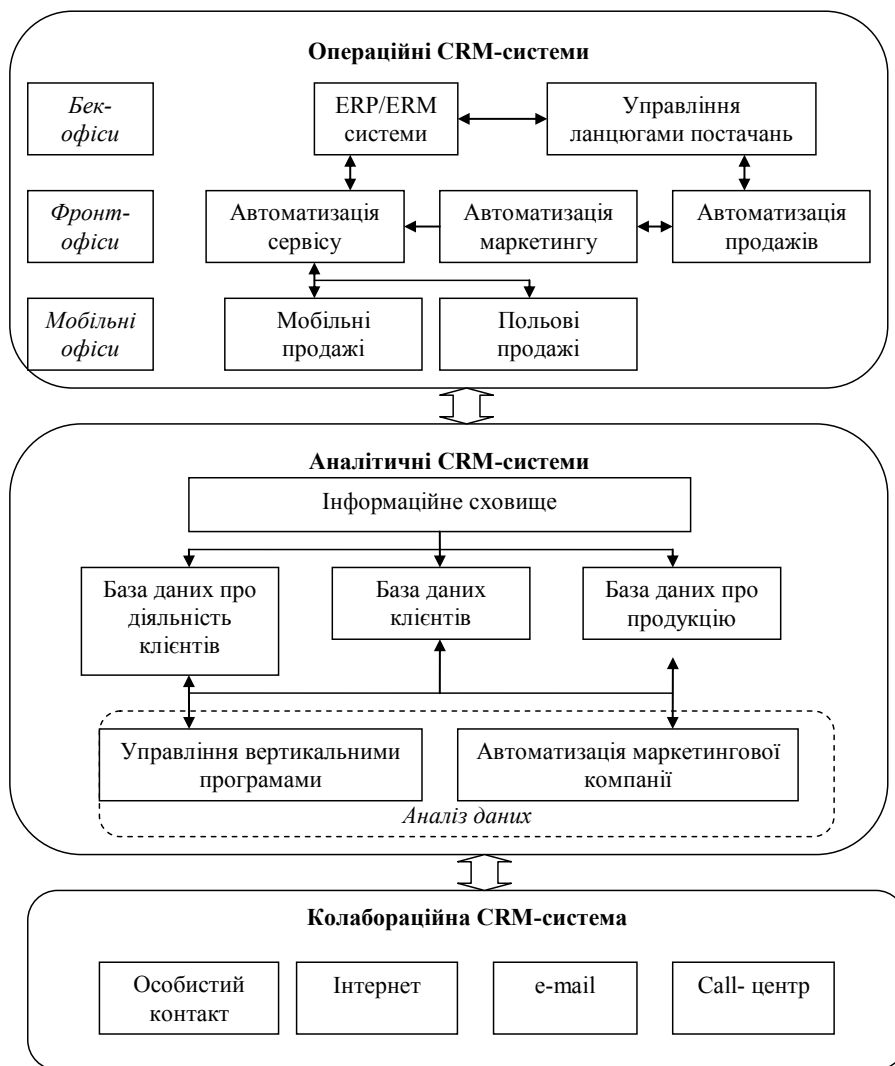 Операційні CRM-системи
Бек-
офіси
ERP/ERM
системи
Управління
ланцюгами постачань
Фронт-
офіси
Автоматизація
сервісу
Автоматизація
маркетингу
Автоматизація
продажів
Мобільні
офіси
Мобільні
продажі
Польові
продажі
Аналітичні CRM-системи
Інформаційне сховище
База даних про
діяльність
клієнтів
База даних
клієнтів
База даних про
продукцію
Управління вертикальними
програмами
Автоматизація маркетингової
компанії
Аналіз даних
Колабораційна CRM-система
Особистий
контакт
Інтернет
e-mail
Call- центр